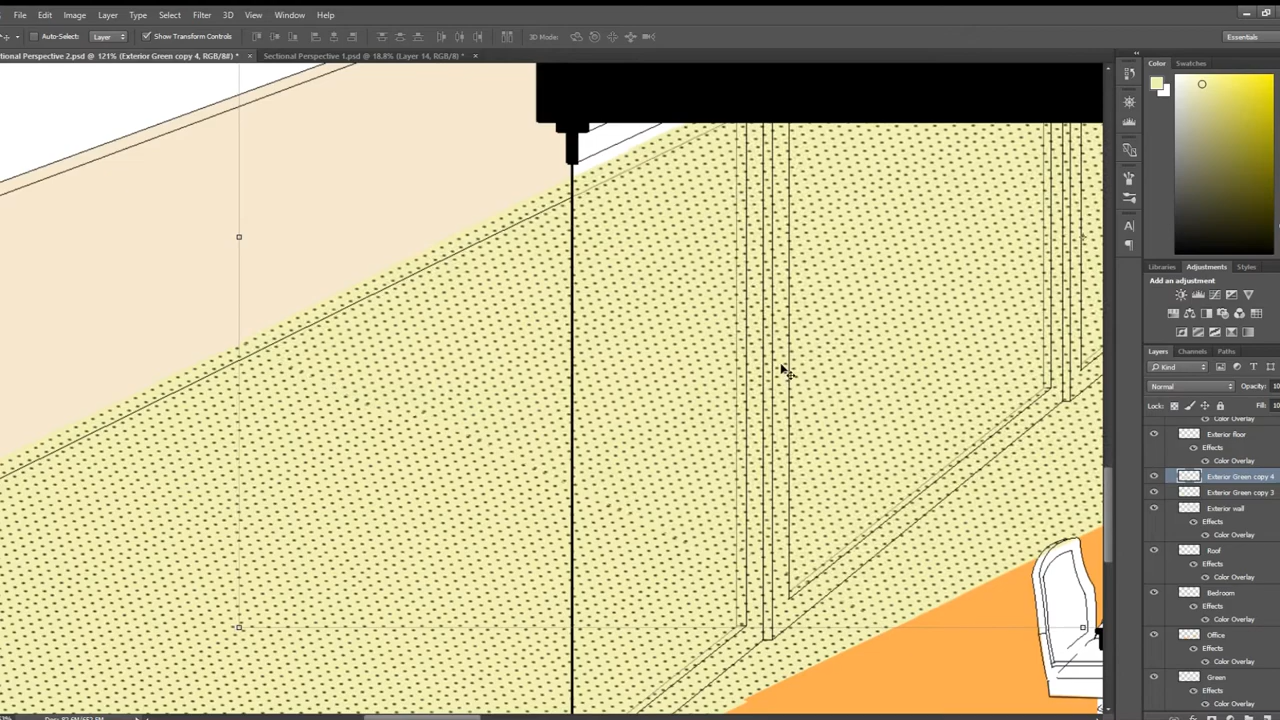 File Edit Image Layer Type Select Filter 3D View Window Help
Auto-Select: Layer Show Transform Controls 3D Mode: Essentials
tional Perspective 2.psd @ 121% (Exterior Green copy 4, RGB/8#) * × Sectional Perspective 1.psd @ 18.8% (Layer 14, RGB/8) * ×
Color Swatches
Libraries Adjustments Styles
Add an adjustment
Layers Channels Paths
Kind
Normal Opacity: 10
Lock: Fill: 10
Color Overlay
Exterior floor
Effects
Color Overlay
Exterior Green copy 4
Exterior Green copy 3
Exterior wall
Effects
Color Overlay
Roof
Effects
Color Overlay
Bedroom
Effects
Color Overlay
Office
Effects
Color Overlay
Green
Effects
Color Overlay